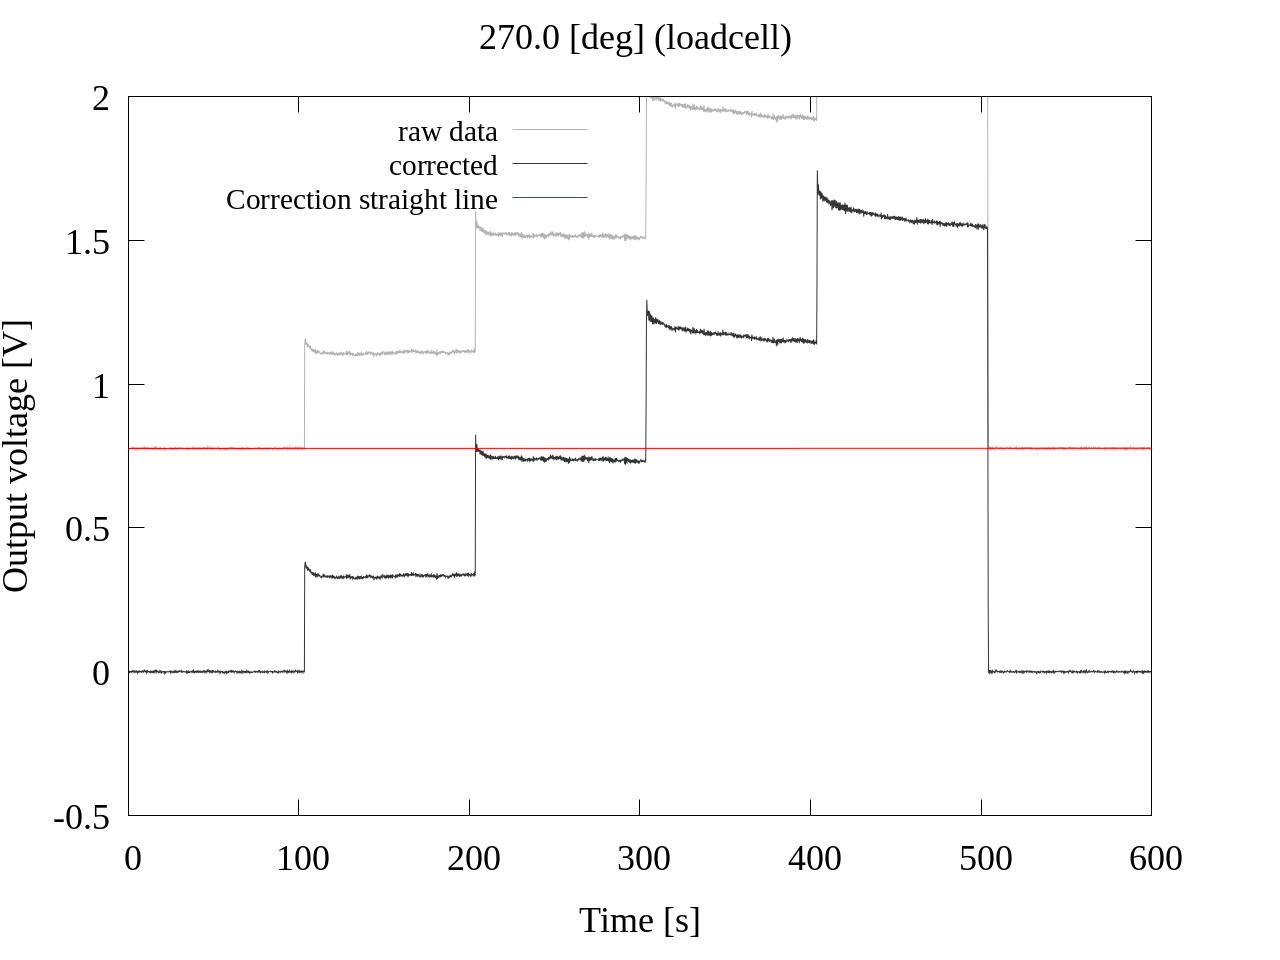 270.0 [deg] (loadcell)
2
raw data
corrected
Correction straight line
1.5
1
0.5
0
-0.5
Output voltage [V]
0 100 200 300 400 500 600
Time [s]